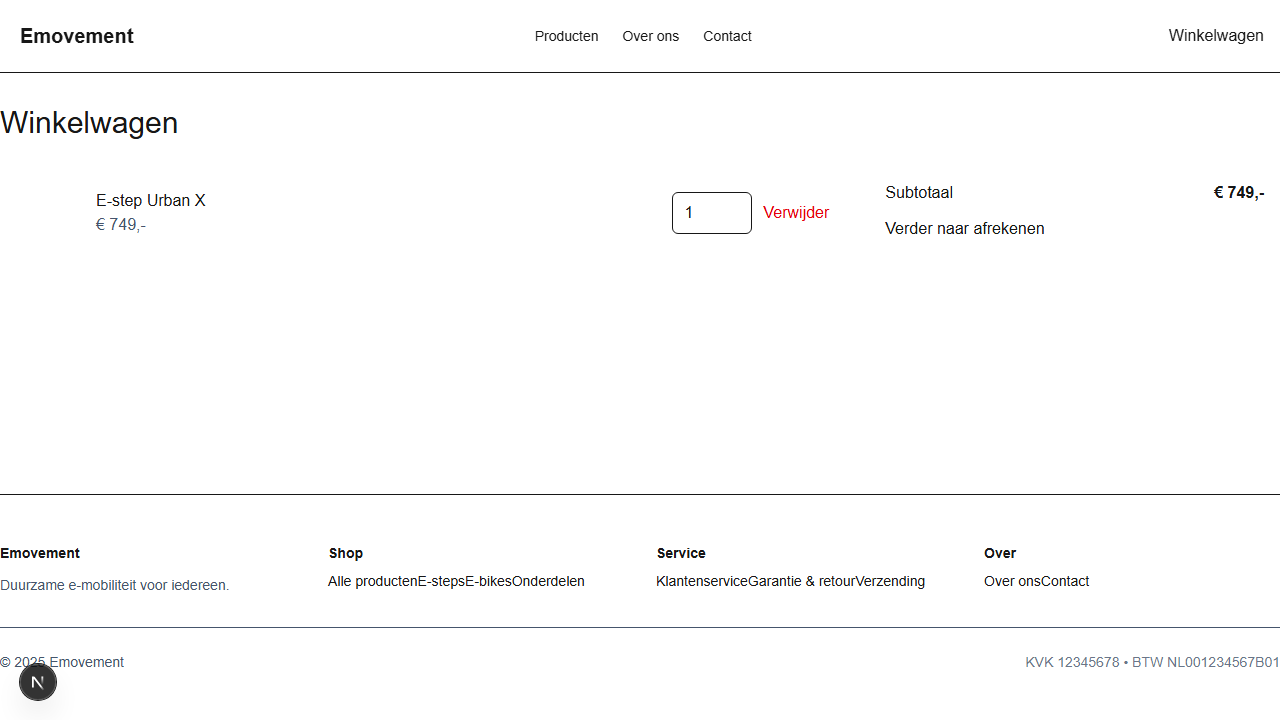 Emovement
Producten
Over ons
Contact
Winkelwagen
Winkelwagen
E-step Urban X
€ 749,-
1
Verwijder
Subtotaal
€ 749,-
Verder naar afrekenen
Emovement
Duurzame e-mobiliteit voor iedereen.
Shop
Alle productenE-stepsE-bikesOnderdelen
Service
KlantenserviceGarantie & retourVerzending
Over
Over onsContact
© 2025 Emovement
KVK 12345678 • BTW NL001234567B01
N